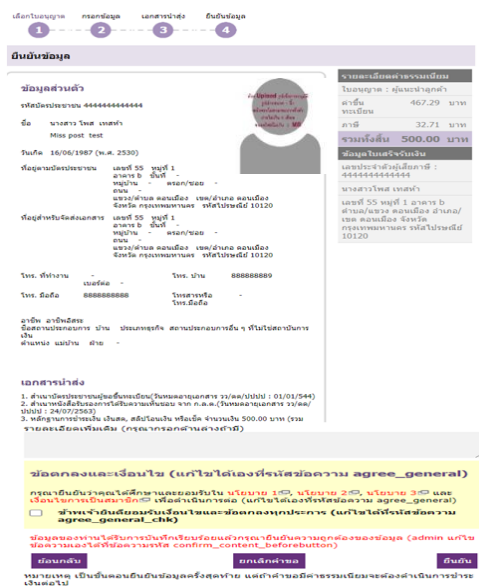 เลือกใบอนุญาต กรอกข้อมูล เอกสารนำส่ง ยืนยันข้อมูล
1 2 3 4
ยืนยันข้อมูล
ข้อมูลส่วนตัว
รหัสบัตรประชาชน 4444444444444
ชื่อ นางสาว โพส เทสท้า
Miss post test
วันเกิด 16/06/1987 (พ.ศ. 2530)
ที่อยู่ตามบัตรประชาชน เลขที่ 55 หมู่ที่ 1
อาคาร b ชั้นที่ -
หมู่บ้าน - ตรอก/ซอย -
ถนน -
แขวง/ตำบล ดอนเมือง เขต/อำเภอ ดอนเมือง
จังหวัด กรุงเทพมหานคร รหัสไปรษณีย์ 10120
ที่อยู่สำหรับจัดส่งเอกสาร เลขที่ 55 หมู่ที่ 1
อาคาร b ชั้นที่ -
หมู่บ้าน - ตรอก/ซอย -
ถนน -
แขวง/ตำบล ดอนเมือง เขต/อำเภอ ดอนเมือง
จังหวัด กรุงเทพมหานคร รหัสไปรษณีย์ 10120
โทร. ที่ทำงาน - โทร. บ้าน 888888889
เบอร์ต่อ -
โทร. มือถือ 8888888888 โทรสารหรือ -
โทร.มือถือ
อาชีพ อาชีพอิสระ
ชื่อสถานประกอบการ บ้าน ประเภทธุรกิจ สถานประกอบการอื่น ๆ ที่ไม่ใช่สถาบันการ
เงิน
ตำแหน่ง แม่บ้าน ฝ่าย -
เอกสารนำส่ง
1. สำเนาบัตรประชาชนผู้ขอขึ้นทะเบียน(วันหมดอายุเอกสาร วว/ดด/ปปปป : 01/01/544)
2. สำเนาหนังสือรับรองการได้รับความเห็นชอบ จาก ก.ล.ต.(วันหมดอายุเอกสาร วว/ดด/
ปปปป : 24/07/2563)
3. หลักฐานการชำระเงิน เงินสด, สลิปโอนเงิน หรือเช็ค จำนวนเงิน 500.00 บาท (รวม
รายละเอียดค่าธรรมเนียม
ใบอนุญาต : ผู้แนะนำลูกค้า
ค่าขึ้น 467.29 บาท
ทะเบียน
ภาษี 32.71 บาท
รวมทั้งสิ้น 500.00 บาท
ข้อมูลใบเสร็จรับเงิน
เลขประจำตัวผู้เสียภาษี :
4444444444444
นางสาวโพส เทสท้า
เลขที่ 55 หมู่ที่ 1 อาคาร b
ตำบล/แขวง ดอนเมือง อำเภอ/
เขต ดอนเมือง จังหวัด
กรุงเทพมหานคร รหัสไปรษณีย์
10120
รายละเอียดเพิ่มเติม (กรุณากรอกด้านล่างถ้ามี)
ข้อตกลงและเงื่อนไข (แก้ไขได้เองที่รหัสข้อความ agree_general)
กรุณายืนยันว่าคุณได้ศึกษาและยอมรับใน นโยบาย 1, นโยบาย 2, นโยบาย 3 และ
เงื่อนไขการเป็นสมาชิก เพื่อดำเนินการต่อ (แก้ไขได้เองที่รหัสข้อความ agree_general)
ข้าพเจ้ายืนยันยอมรับเงื่อนไขและข้อตกลงทุกประการ (แก้ไขได้ที่รหัสข้อความ
agree_general_chk)
ข้อมูลของท่านได้รับการบันทึกเรียบร้อยแล้วกรุณายืนยันความถูกต้องของข้อมูล (admin แก้ไข
ข้อความเองได้ที่รหัสข้อความ confirm_content_beforebutton)
ย้อนกลับ ยกเลิกคำขอ ยืนยัน
หมายเหตุ เป็นขั้นตอนยืนยันข้อมูลครั้งสุดท้าย แต่ถ้าคำขอมีค่าธรรมเนียมจะต้องดำเนินการชำระ
เงินต่อไป